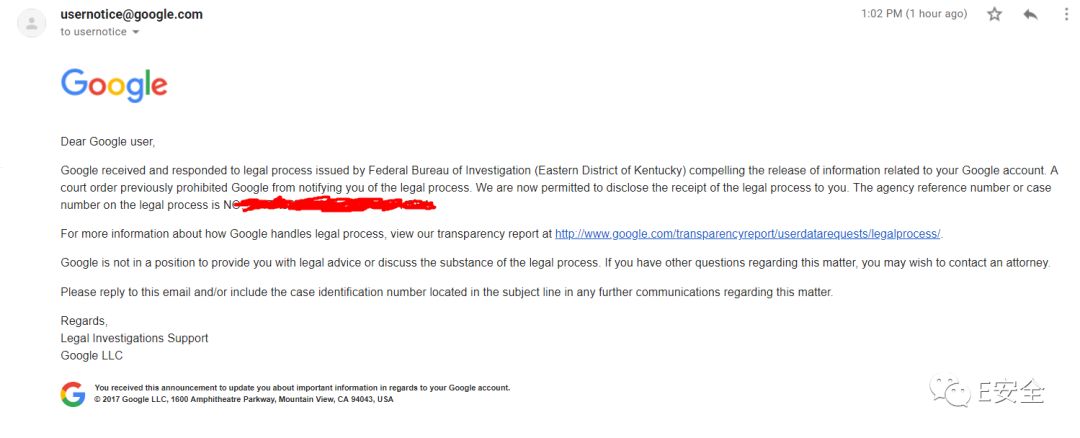 usernotice@google.com
1:02 PM (1 hour ago)
to usernotice
Google
Dear Google user,
Google received and responded to legal process issued by Federal Bureau of Investigation (Eastern District of Kentucky) compelling the release of information related to your Google account. A
court order previously prohibited Google from notifying you of the legal process. We are now permitted to disclose the receipt of the legal process to you. The agency reference number or case
number on the legal process is
For more information about how Google handles legal process, view our transparency report at http://www.google.com/transparencyreport/userdatarequests/legalprocess/.
Google is not in a position to provide you with legal advice or discuss the substance of the legal process. If you have other questions regarding this matter, you may wish to contact an attorney.
Please reply to this email and/or include the case identification number located in the subject line in any further communications regarding this matter.
Regards,
Legal Investigations Support
Google LLC
G
You received this announcement to update you about important information in regards to your Google account.
© 2017 Google LLC, 1600 Amphitheatre Parkway, Mountain View, CA 94043, USA
E安全